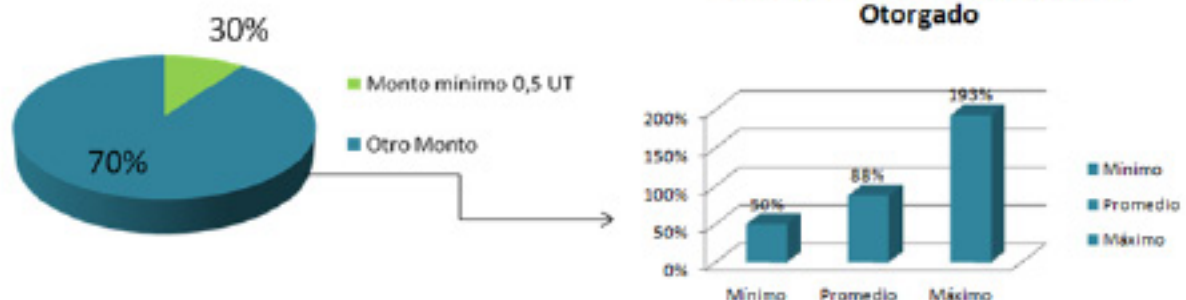 30%
70%
Monto minimo 0,5 UT
Otro Monto
Otorgado
200%
150%
100%
50%
0%
50%
88%
193%
Mínimo
Promedio
Máximo
Mínimo
Promedio
Máximo